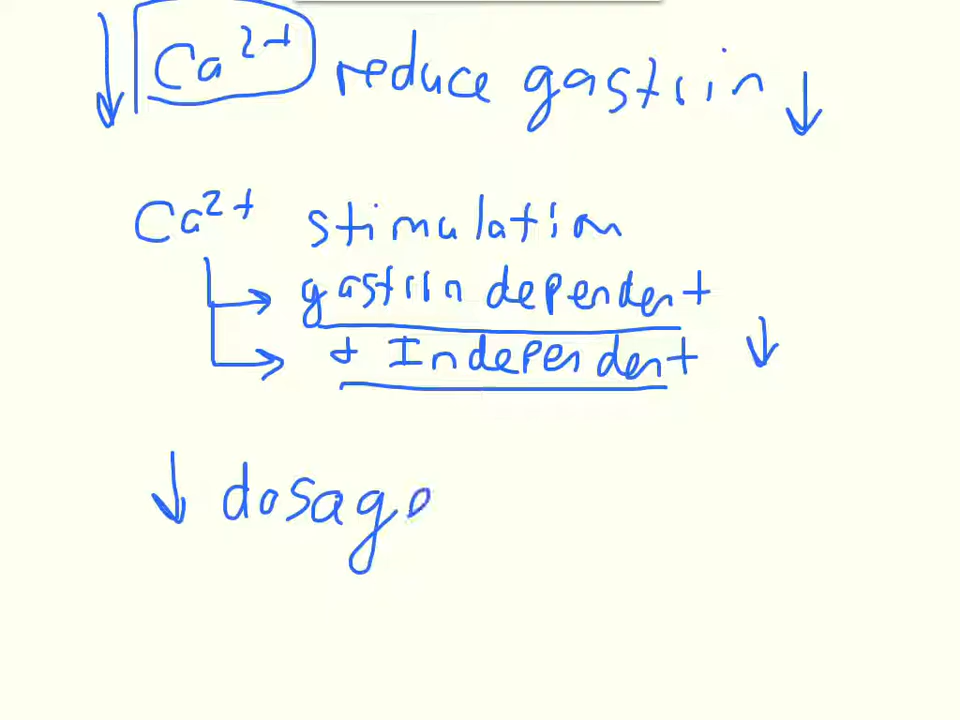 ↓ Ca²⁺ reduce gastrin ↓
Ca²⁺ stimulation
↳ gastrin dependent
↳ + Independent ↓
↓ dosage